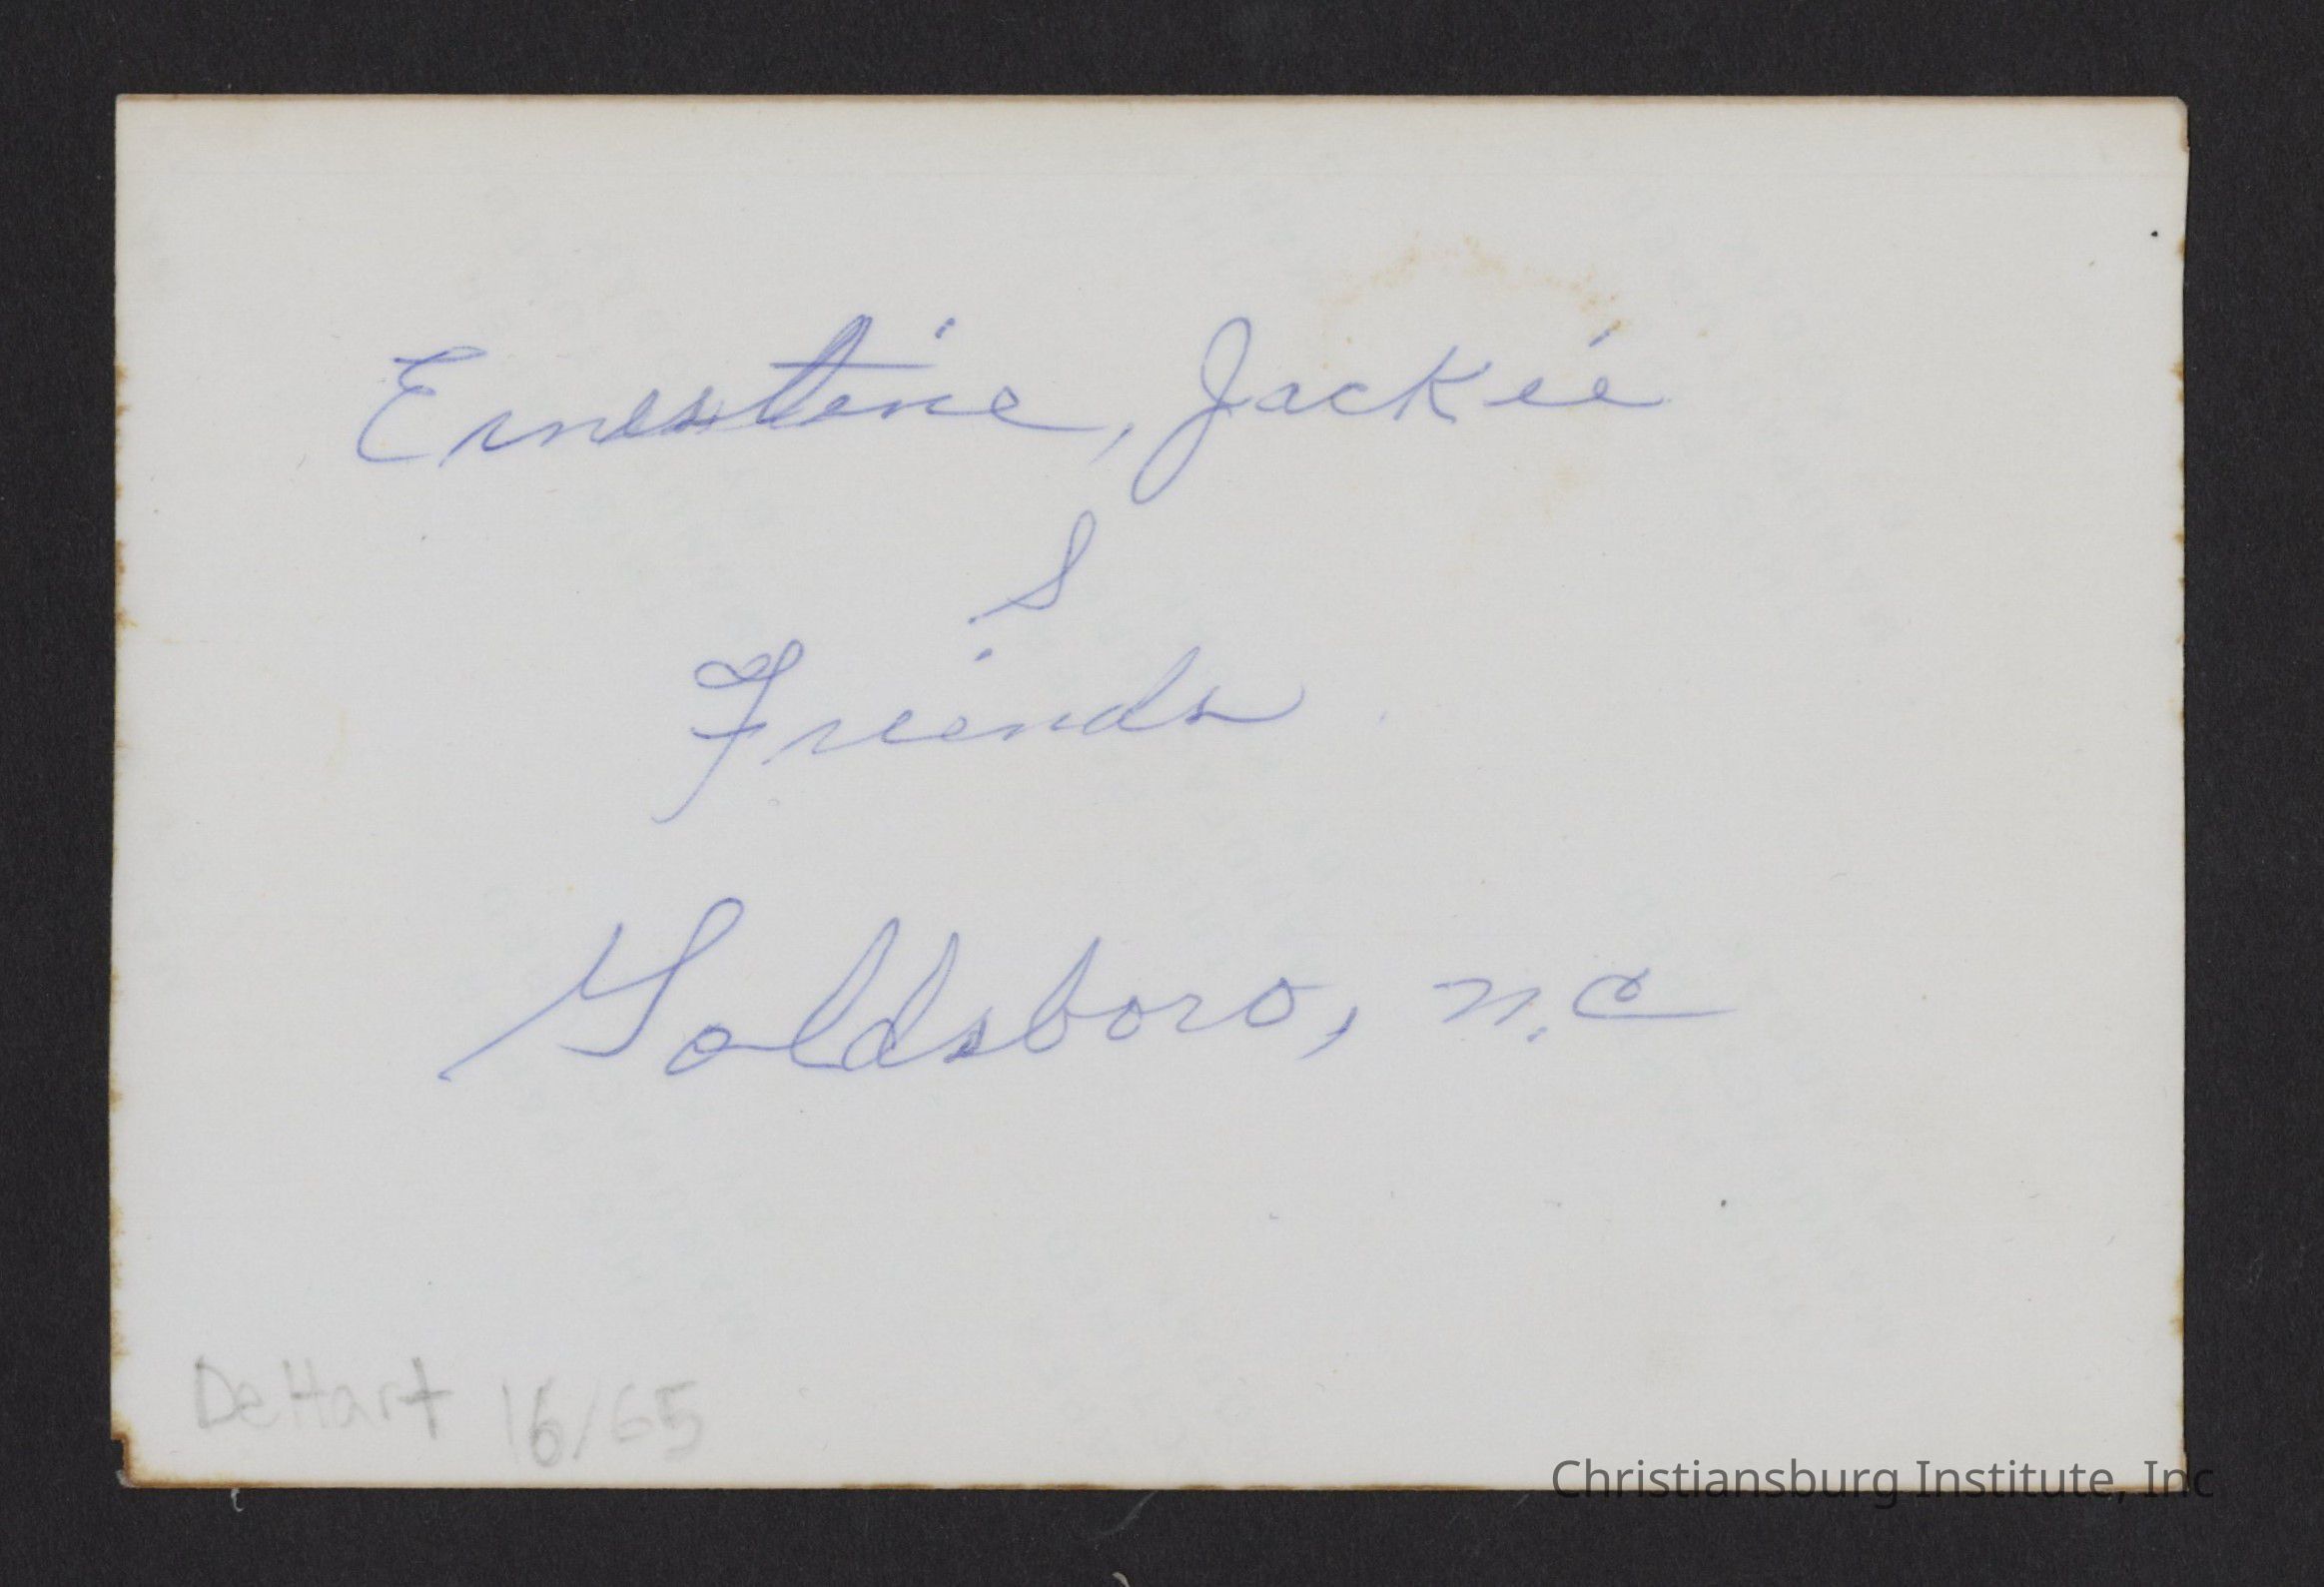 Ernestine, Jackie
&
Friends
Goldsboro, N.C
DeHart 16/65
Christiansburg Institute, Inc